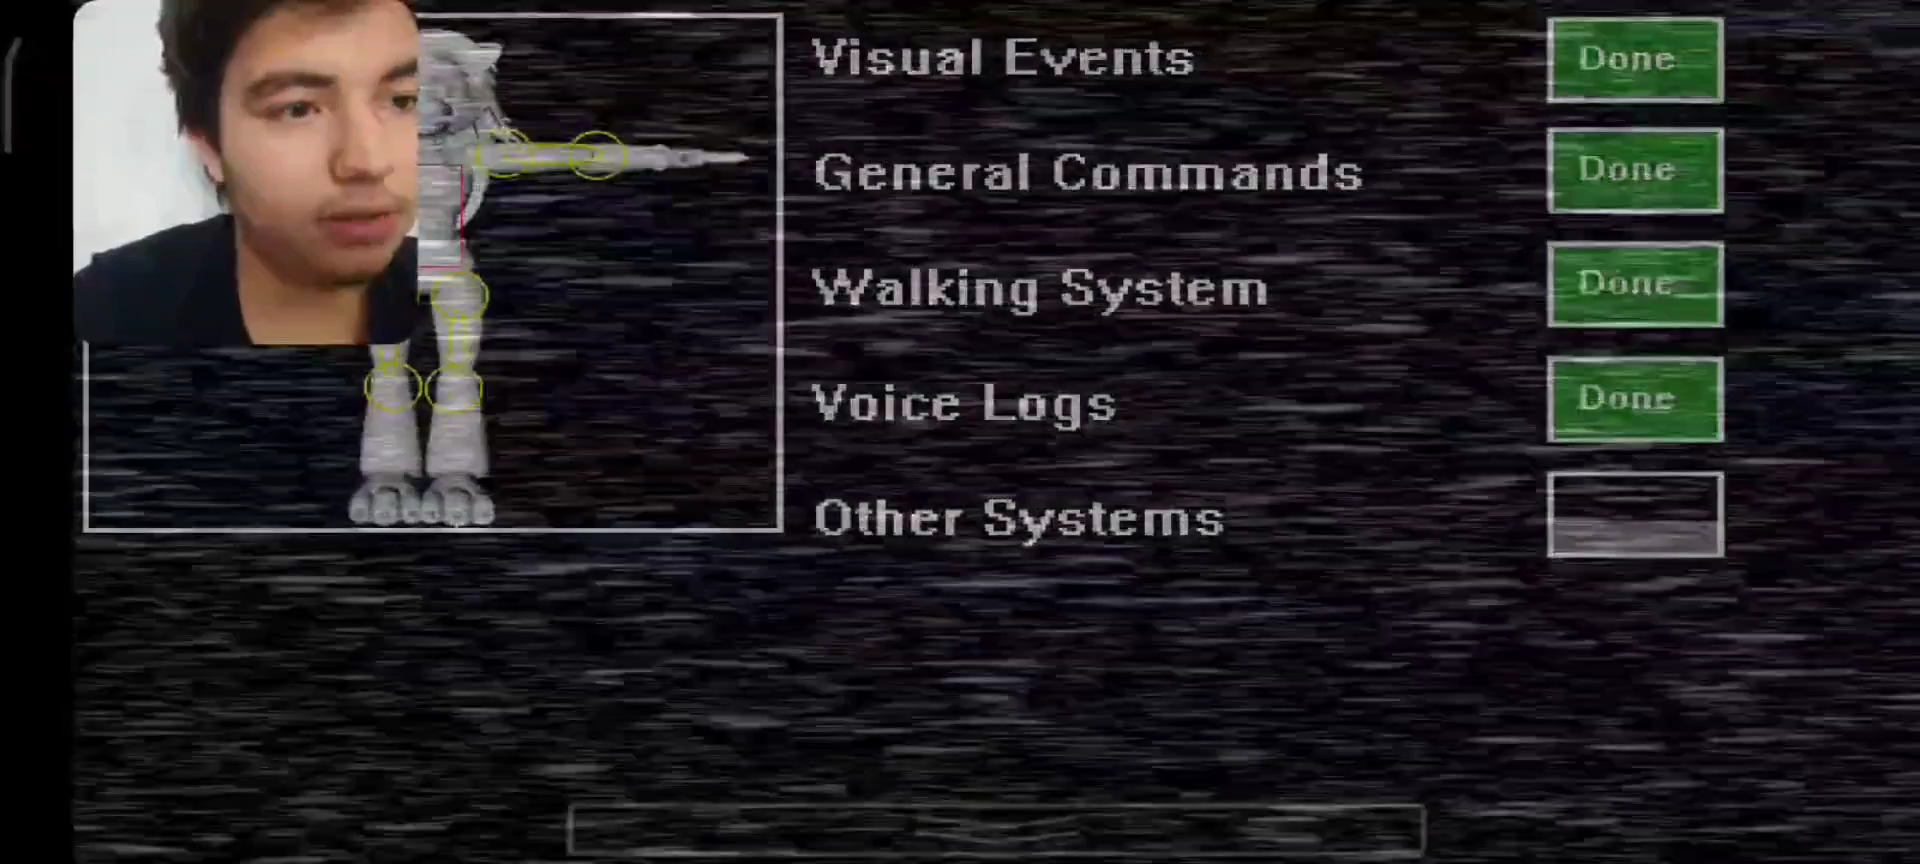 Visual Events
Done
General Commands
Done
Walking System
Done
Voice Logs
Done
Other Systems